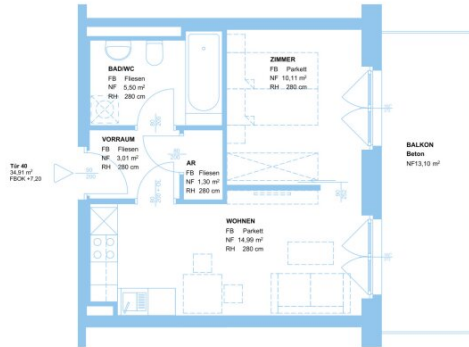 BAD/WC
FB Fliesen
NF 5,50 m²
RH 280 cm
ZIMMER
FB Parkett
NF 10,11 m²
RH 280 cm
VORRAUM
FB Fliesen
NF 3,01 m²
RH 280 cm
AR
FB Fliesen
NF 1,30 m²
RH 280 cm
Tür 40
34,91 m²
FBOK +7,20
BALKON
Beton
NF13,10 m²
WOHNEN
FB Parkett
NF 14,99 m²
RH 280 cm